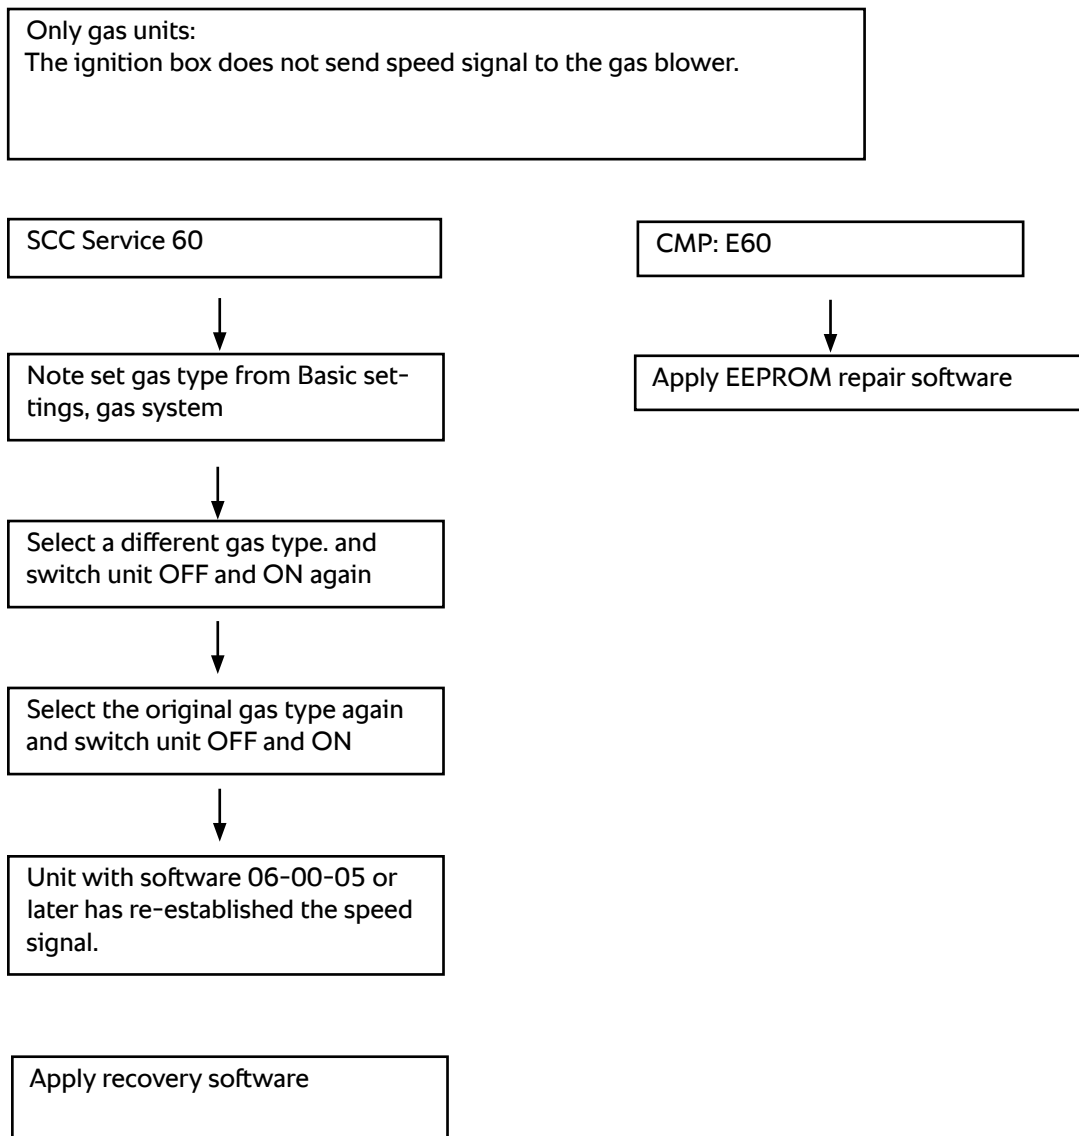 Only gas units:
The ignition box does not send speed signal to the gas blower.
SCC Service 60
Note set gas type from Basic set-
tings, gas system
Select a different gas type. and
switch unit OFF and ON again
Select the original gas type again
and switch unit OFF and ON
Unit with software 06-00-05 or
later has re-established the speed
signal.
Apply recovery software
CMP: E60
Apply EEPROM repair software